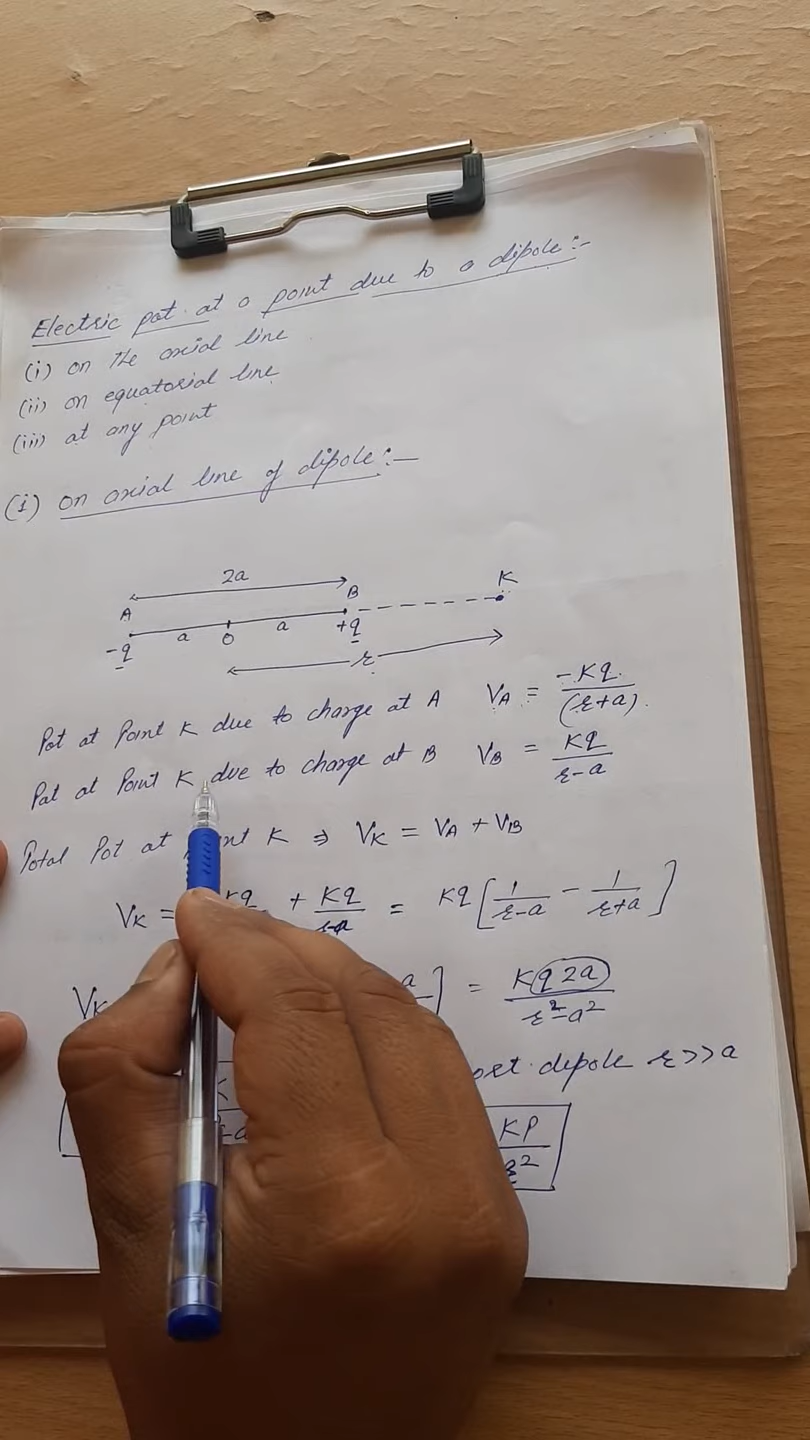 Electric pot. at a point due to a dipole:-
(i) on the axial line
(ii) on equatorial line
(iii) at any point
(i) on axial line of dipole:-
2a
A B K
-q a O a +q
r
Pot at Point K due to charge at A VA = -Kq/(r+a).
Pot at Point K due to charge at B VB = Kq/r-a
Total Pot at K ⇒ VK = VA + VB
VK = Kq + Kq/r-a = Kq [1/r-a - 1/r+a]
VK a ] = Kq2a/r²-a²
dipole r>>a
KP/r²